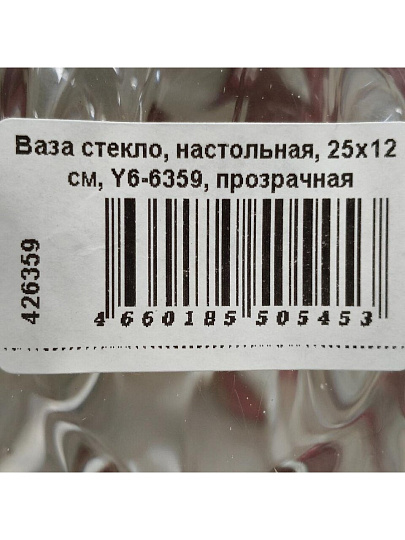 Ваза стекло, настольная, 25х12
см, Y6-6359, прозрачная
426359
4 660185 505453